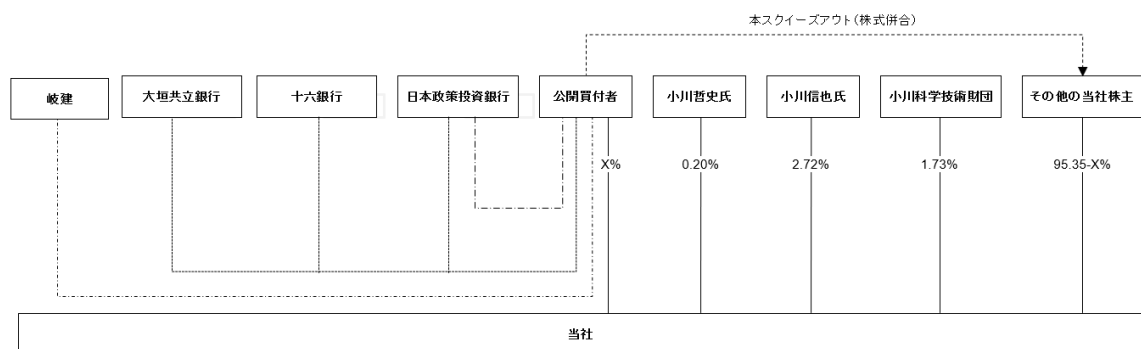 本スクイーズアウト（株式併合）
岐建
大垣共立銀行
十六銀行
日本政策投資銀行
公開買付者
小川哲史氏
小川信也氏
小川科学技術財団
その他の当社株主
X%
0.20%
2.72%
1.73%
95.35-X%
当社